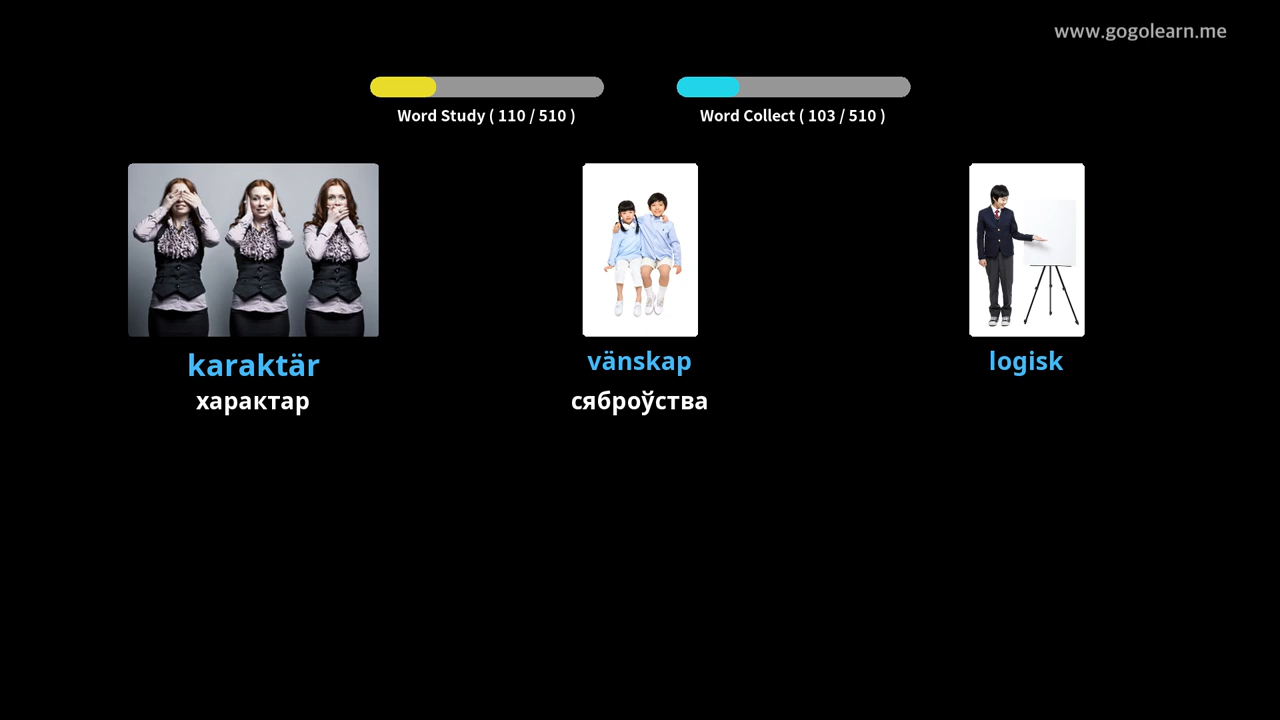 www.gogolearn.me
Word Study ( 110 / 510 )
Word Collect ( 103 / 510 )
karaktär
vänskap
logisk
характар
сяброўства